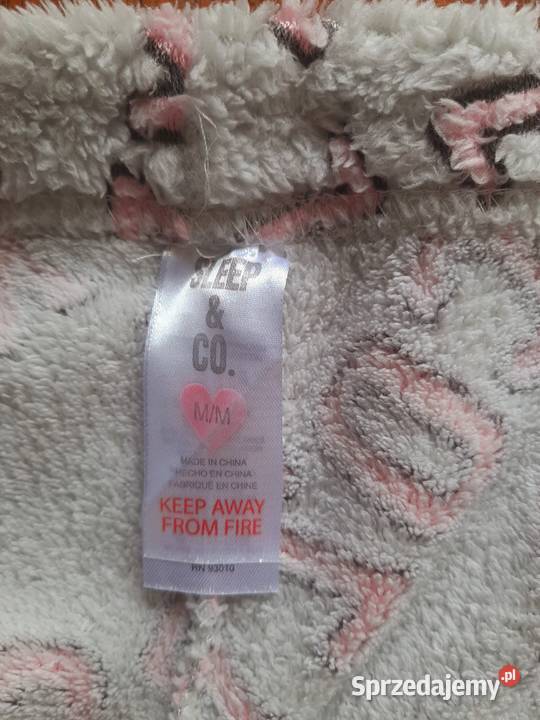 SLEEP
&
CO.
M/M
MADE IN CHINA
HECHO EN CHINA
FABRIQUÉ EN CHINE
KEEP AWAY
FROM FIRE
RN 93010
Sprzedajemy.pl